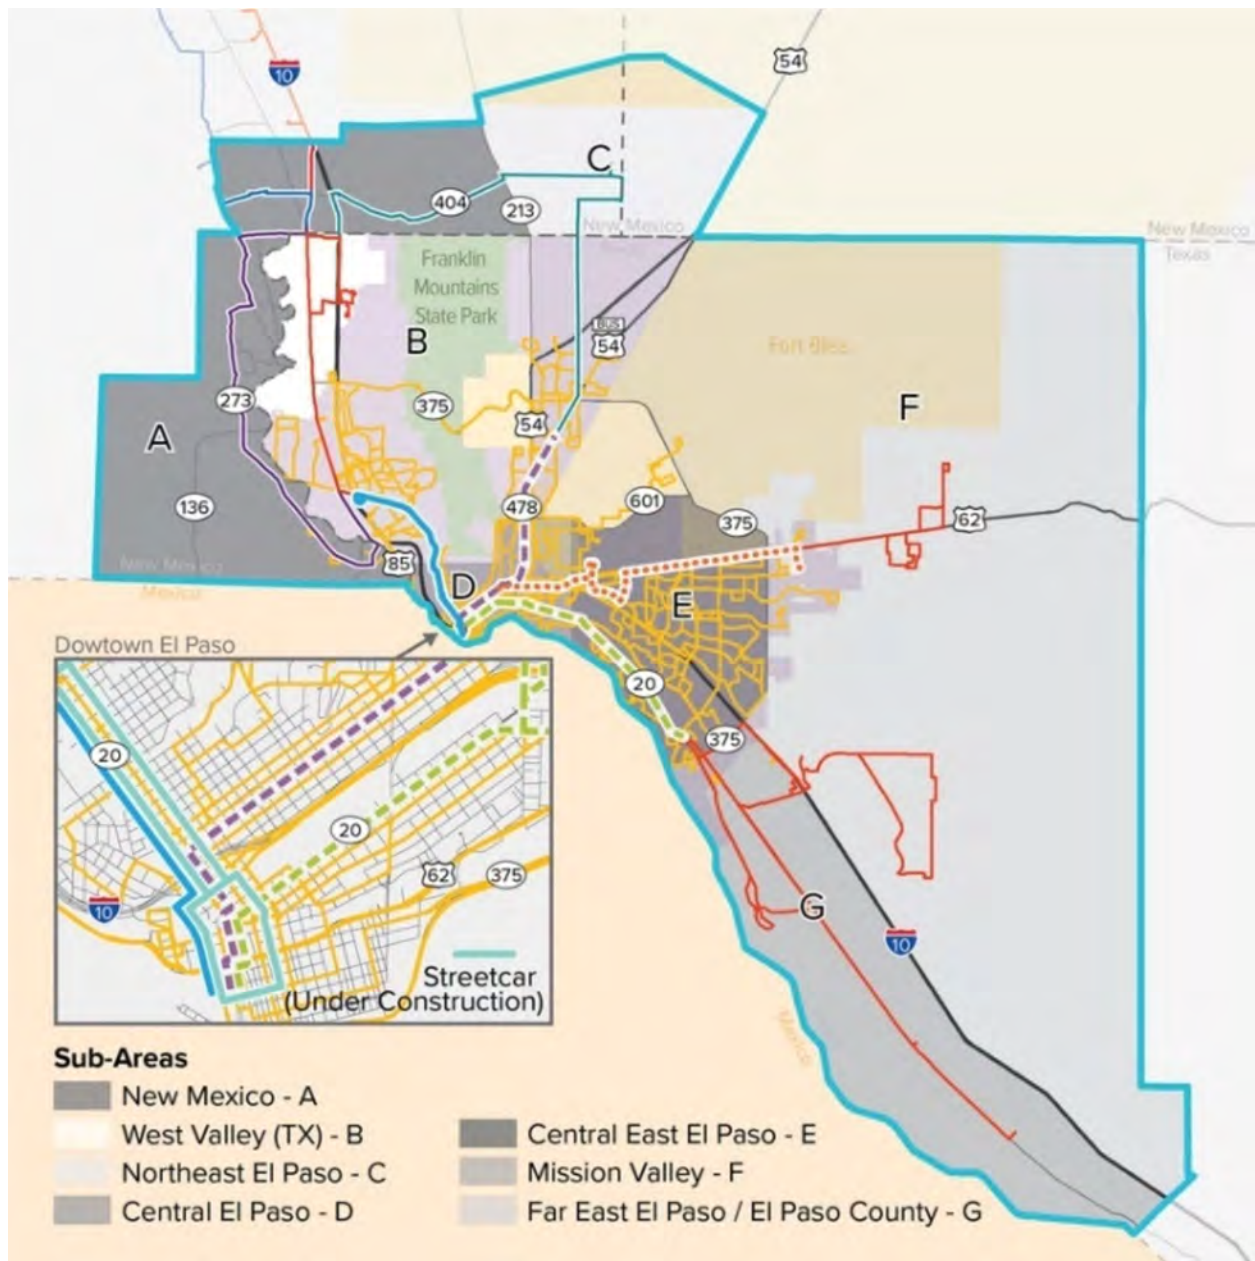 10
54
C
404
213
New Mexico
New Mexico
Texas
Franklin
Mountains
State Park
B
BUS
54
Fort Bliss
273
375
54
F
A
136
478
601
375
62
New Mexico
Mexico
85
D
E
20
375
G
10
Mexico
Dowtown El Paso
20
20
62
375
10
Streetcar
(Under Construction)
Sub-Areas
New Mexico - A
West Valley (TX) - B
Northeast El Paso - C
Central El Paso - D
Central East El Paso - E
Mission Valley - F
Far East El Paso / El Paso County - G